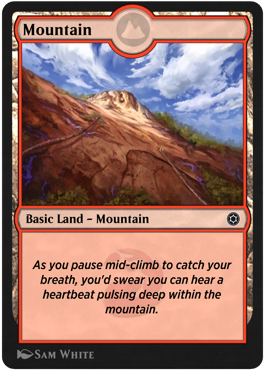 Mountain
Basic Land – Mountain
As you pause mid-climb to catch your
breath, you'd swear you can hear a
heartbeat pulsing deep within the
mountain.
Sam White